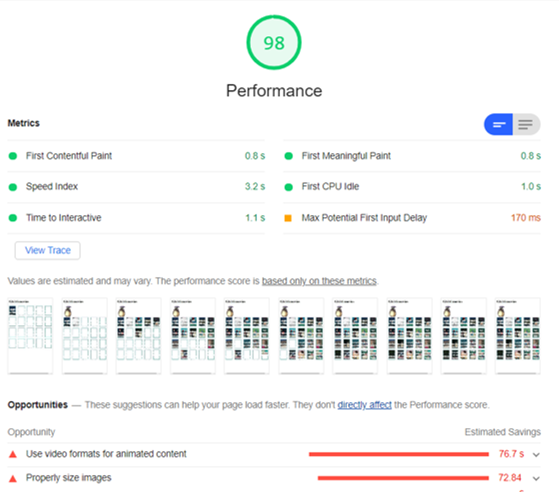 98
Performance
Metrics
First Contentful Paint 0.8 s
First Meaningful Paint 0.8 s
Speed Index 3.2 s
First CPU Idle 1.0 s
Time to Interactive 1.1 s
Max Potential First Input Delay 170 ms
View Trace
Values are estimated and may vary. The performance score is based only on these metrics.
Opportunities — These suggestions can help your page load faster. They don't directly affect the Performance score.
Opportunity Estimated Savings
Use video formats for animated content 76.7 s
Properly size images 72.84